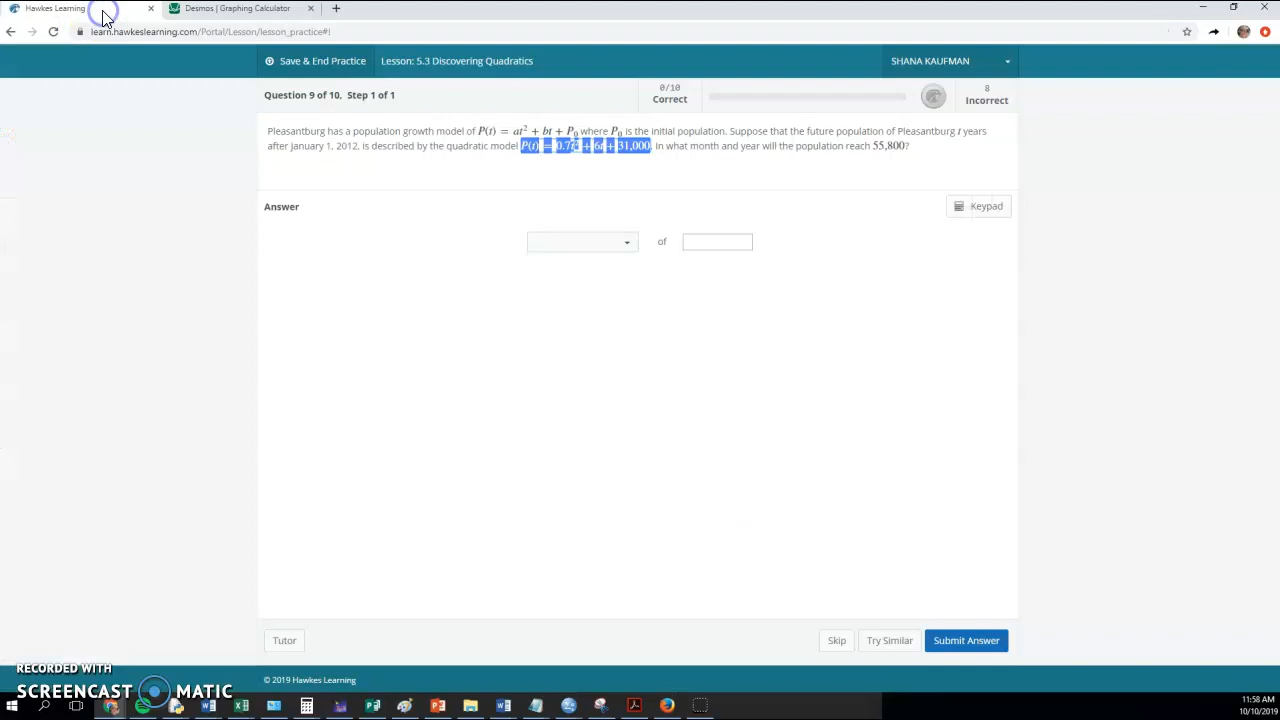 Hawkes Learning
Desmos | Graphing Calculator
learn.hawkeslearning.com/Portal/Lesson/lesson_practice#!
Save & End Practice
Lesson: 5.3 Discovering Quadratics
SHANA KAUFMAN
Question 9 of 10, Step 1 of 1
0/10
Correct
8
Incorrect
Pleasantburg has a population growth model of P(t) = at² + bt + P₀ where P₀ is the initial population. Suppose that the future population of Pleasantburg t years
after January 1, 2012, is described by the quadratic model P(t) = 0.7t² + 6t + 31,000. In what month and year will the population reach 55,800?
Answer
Keypad
of
Tutor
Skip
Try Similar
Submit Answer
© 2019 Hawkes Learning
RECORDED WITH
SCREENCAST MATIC
11:58 AM
10/10/2019